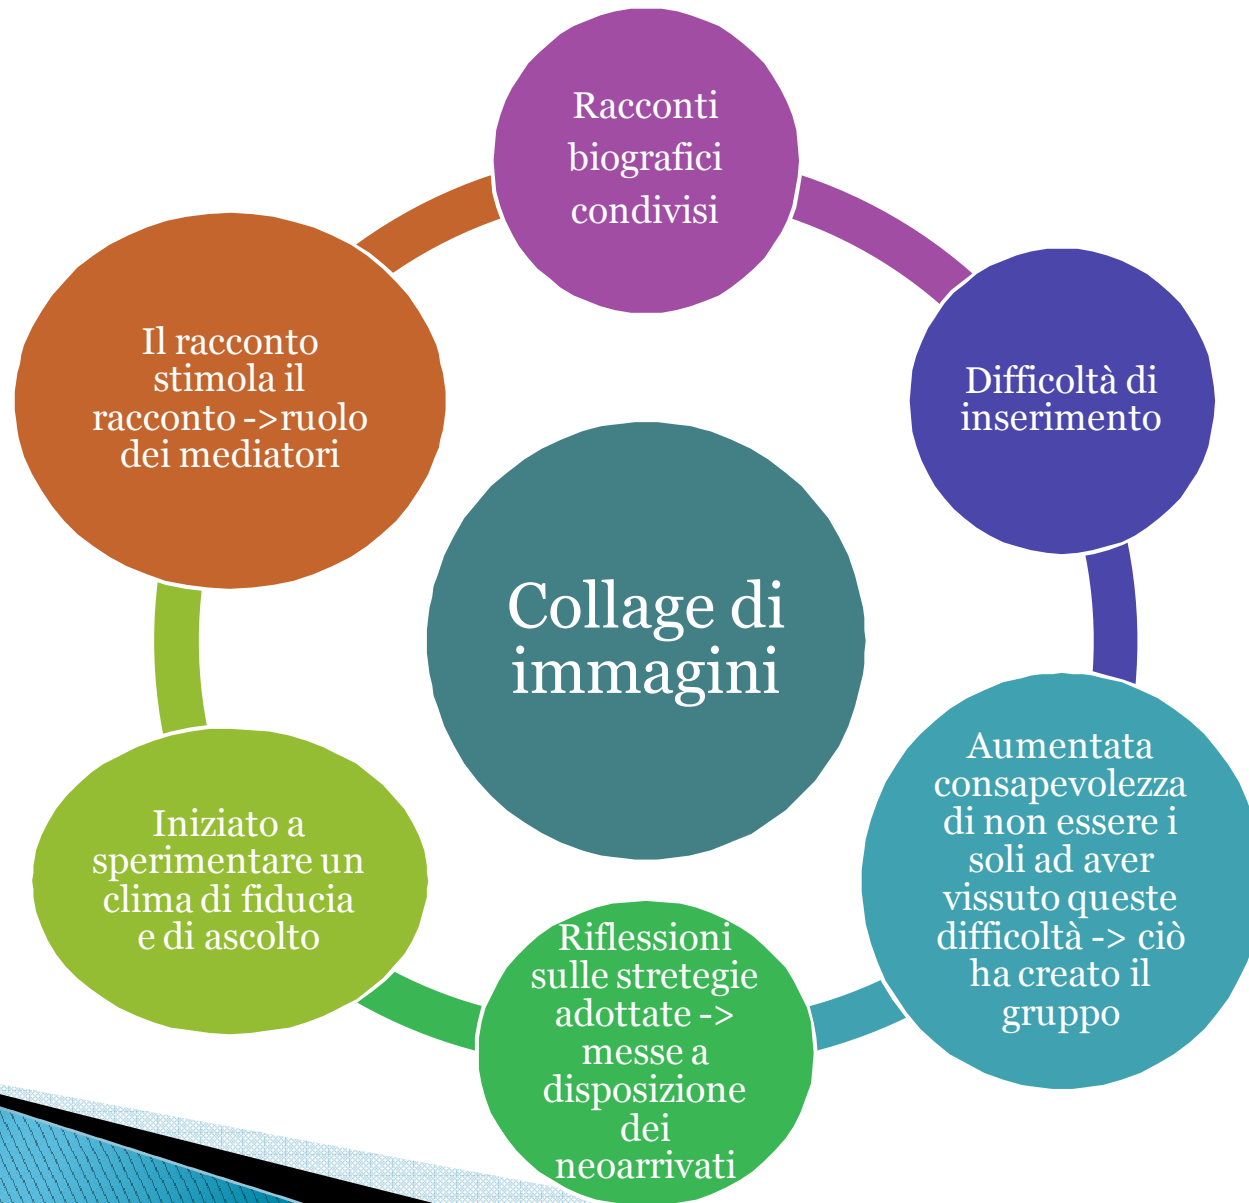 Racconti
biografici
condivisi
Difficoltà di
inserimento
Aumentata
consapevolezza
di non essere i
soli ad aver
vissuto queste
difficoltà -> ciò
ha creato il
gruppo
Riflessioni
sulle stretegie
adottate ->
messe a
disposizione
dei
neoarrivati
Iniziato a
sperimentare un
clima di fiducia
e di ascolto
Il racconto
stimola il
racconto ->ruolo
dei mediatori
Collage di
immagini